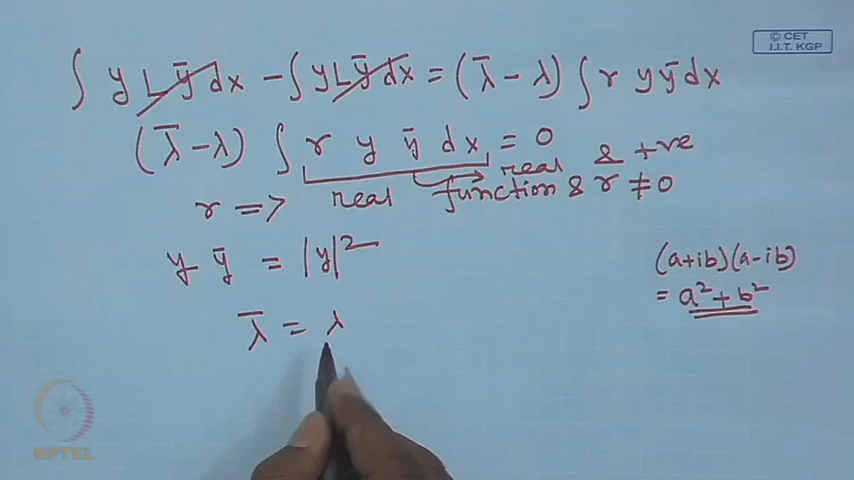 © CET
I.I.T. KGP
∫ y L ȳ dx − ∫ y L ȳ dx = (λ̄ − λ) ∫ r y ȳ dx
(λ̄ − λ) ∫ r y ȳ dx = 0
real & +ve
r => real function & r ≠ 0
y ȳ = |y|²
(a+ib)(a-ib)
= a² + b²
λ̄ = λ
NPTEL